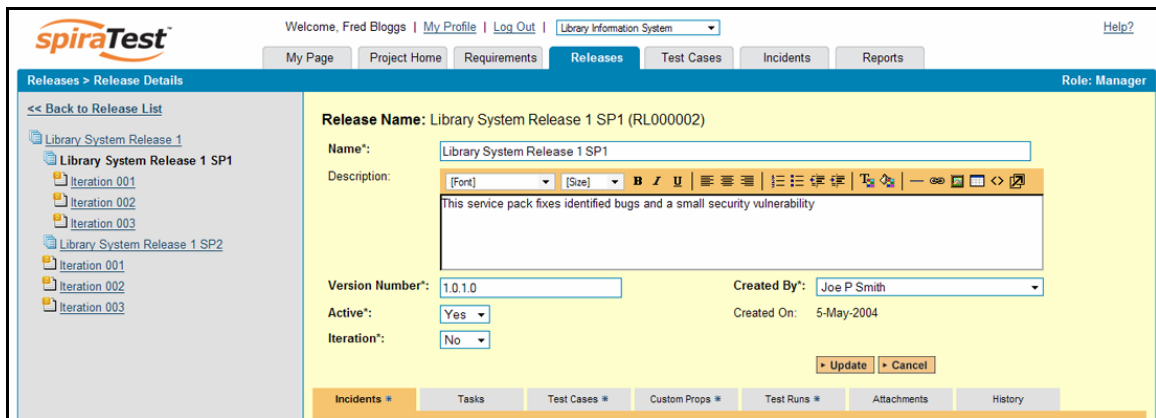 spiraTest
Welcome, Fred Bloggs | My Profile | Log Out | Library Information System
Help?
My Page Project Home Requirements Releases Test Cases Incidents Reports
Releases > Release Details
Role: Manager
<< Back to Release List
Library System Release 1
Library System Release 1 SP1
Iteration 001
Iteration 002
Iteration 003
Library System Release 1 SP2
Iteration 001
Iteration 002
Iteration 003
Release Name: Library System Release 1 SP1 (RL000002)
Name*: Library System Release 1 SP1
Description:
[Font] [Size] B I U
This service pack fixes identified bugs and a small security vulnerability
Version Number*: 1.0.1.0 Created By*: Joe P Smith
Active*: Yes Created On: 5-May-2004
Iteration*: No
Update Cancel
Incidents * Tasks Test Cases * Custom Props * Test Runs * Attachments History